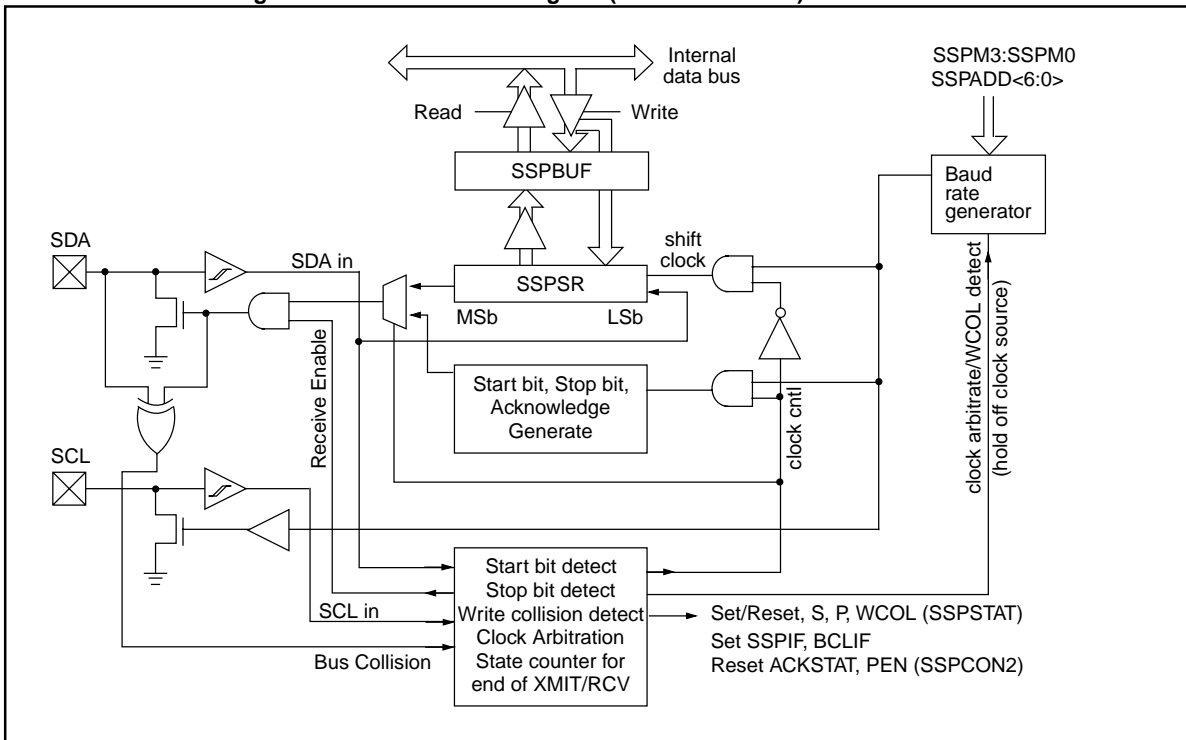 Internal
data bus
SSPM3:SSPM0
SSPADD<6:0>
Read
Write
SSPBUF
Baud
rate
generator
SDA
SDA in
shift
clock
SSPSR
MSb
LSb
Start bit, Stop bit,
Acknowledge
Generate
Receive Enable
clock cntl
clock arbitrate/WCOL detect
(hold off clock source)
SCL
SCL in
Bus Collision
Start bit detect
Stop bit detect
Write collision detect
Clock Arbitration
State counter for
end of XMIT/RCV
Set/Reset, S, P, WCOL (SSPSTAT)
Set SSPIF, BCLIF
Reset ACKSTAT, PEN (SSPCON2)